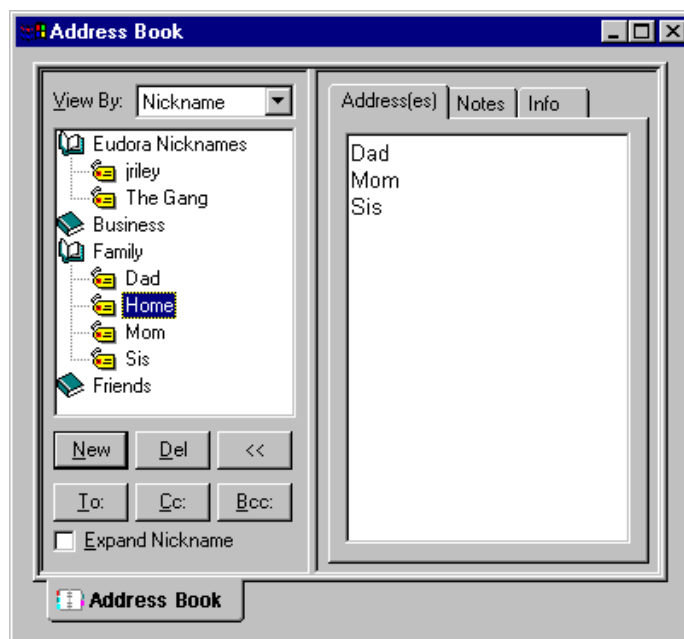 Address Book
View By: Nickname
Eudora Nicknames
jriley
The Gang
Business
Family
Dad
Home
Mom
Sis
Friends
New Del <<
To: Cc: Bcc:
Expand Nickname
Address(es) Notes Info
Dad
Mom
Sis
Address Book